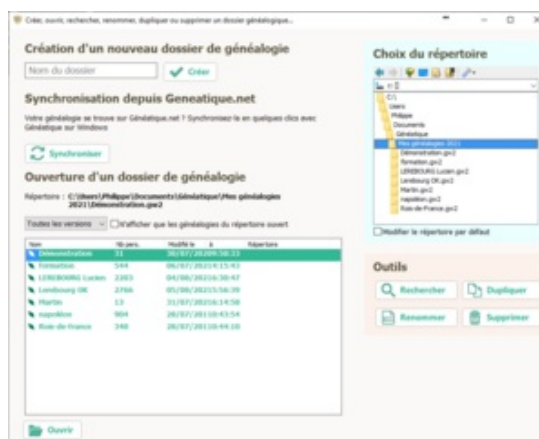 Créer, ouvrir, rechercher, renommer, dupliquer ou supprimer un dossier généalogique...
Création d'un nouveau dossier de généalogie
Nom du dossier
Créer
Synchronisation depuis Geneatique.net
Votre généalogie se trouve sur Généatique.net ? Synchronisez-le en quelques clics avec
Généatique sur Windows
Synchroniser
Ouverture d'un dossier de généalogie
Répertoire : C:\Users\Philippe\Documents\Généatique\Mes généalogies
2021\Démonstration.gw2
Toutes les versions
N'afficher que les généalogies du répertoire ouvert
Nom Nb pers. Modifié le à Répertoire
Démonstration 31
formation 544
LEREBOURG Lucien 2203
Lembourg OK 2766
Martin 13
napoléon 904
Rois-de-France 340
Ouvrir
Choix du répertoire
C:\
Users
Philippe
Documents
Généatique
Mes généalogies 2021
Démonstration.gw2
formation.gw2
LEREBOURG Lucien.gw2
Lembourg OK.gw2
Martin.gw2
napoléon.gw2
Rois-de-France.gw2
Modifier le répertoire par défaut
Outils
Rechercher
Dupliquer
Renommer
Supprimer